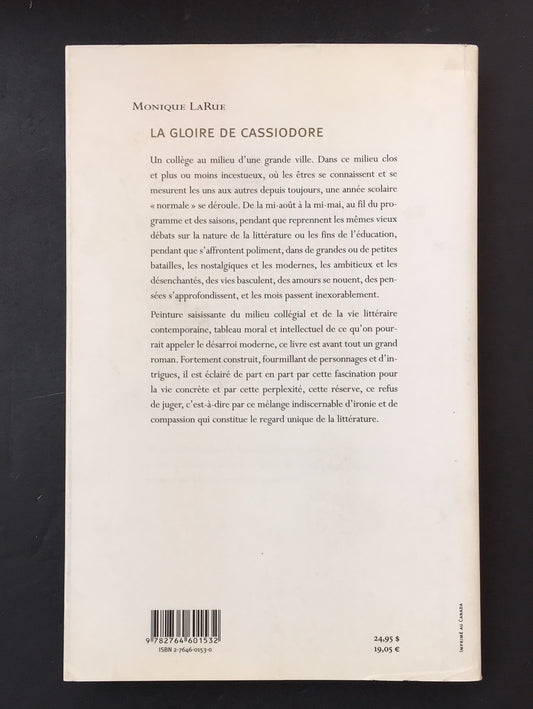 Monique LaRue
LA GLOIRE DE CASSIODORE
Un collège au milieu d'une grande ville. Dans ce milieu clos
et plus ou moins incestueux, où les êtres se connaissent et se
mesurent les uns aux autres depuis toujours, une année scolaire
« normale » se déroule. De la mi-août à la mi-mai, au fil du pro-
gramme et des saisons, pendant que reprennent les mêmes vieux
débats sur la nature de la littérature ou les fins de l'éducation,
pendant que s'affrontent poliment, dans de grandes ou de petites
batailles, les nostalgiques et les modernes, les ambitieux et les
désenchantés, des vies basculent, des amours se nouent, des pen-
sées s'approfondissent, et les mois passent inexorablement.
Peinture saisissante du milieu collégial et de la vie littéraire
contemporaine, tableau moral et intellectuel de ce qu'on pour-
rait appeler le désarroi moderne, ce livre est avant tout un grand
roman. Fortement construit, fourmillant de personnages et d'in-
trigues, il est éclairé de part en part par cette fascination pour
la vie concrète et par cette perplexité, cette réserve, ce refus
de juger, c'est-à-dire par ce mélange indiscernable d'ironie et de
compassion qui constitue le regard unique de la littérature.
9 782764 601532
ISBN 2-7646-0153-0
24,95 $
19,05 €
Imprimé au Canada